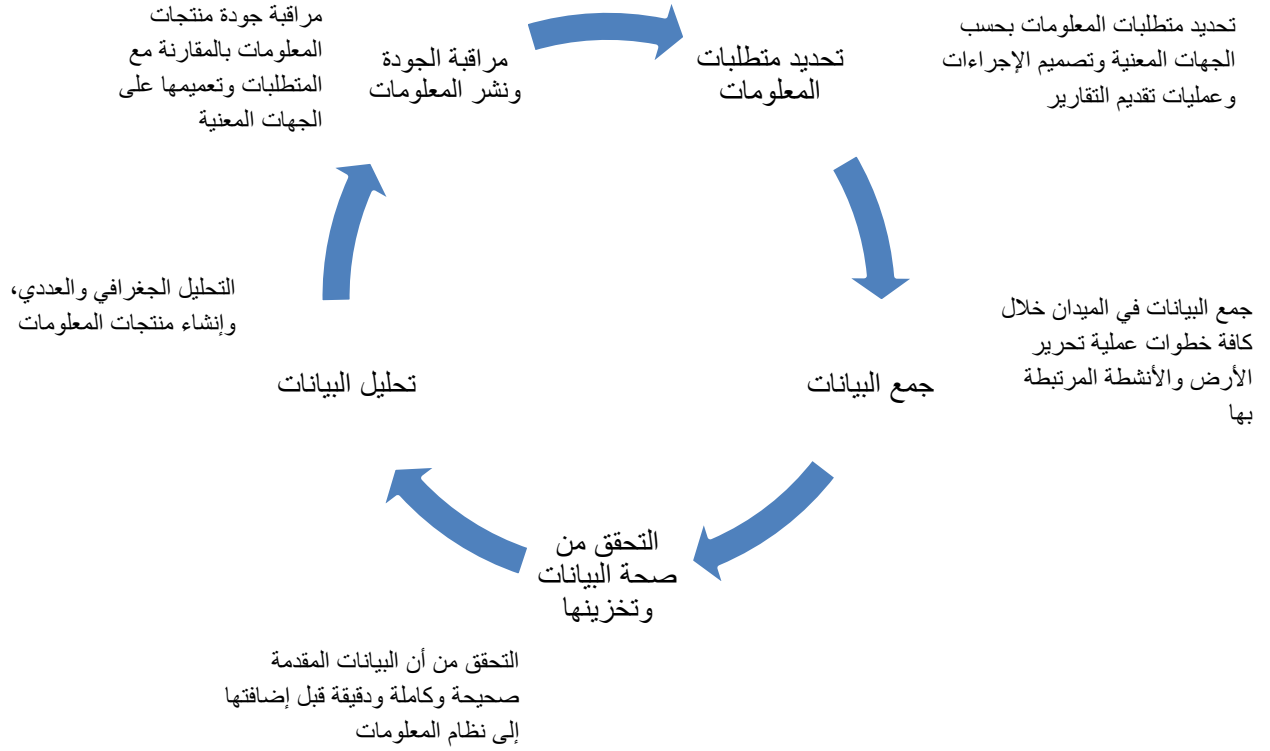 تحديد متطلبات
المعلومات
تحديد متطلبات المعلومات بحسب
الجهات المعنية وتصميم الإجراءات
وعمليات تقديم التقارير
جمع البيانات
جمع البيانات في الميدان خلال
كافة خطوات عملية تحرير
الأرض والأنشطة المرتبطة
بها
التحقق من
صحة البيانات
وتخزينها
التحقق من أن البيانات المقدمة
صحيحة وكاملة ودقيقة قبل إضافتها
إلى نظام المعلومات
تحليل البيانات
التحليل الجغرافي والعددي،
وإنشاء منتجات المعلومات
مراقبة الجودة
ونشر المعلومات
مراقبة جودة منتجات
المعلومات بالمقارنة مع
المتطلبات وتعميمها على
الجهات المعنية